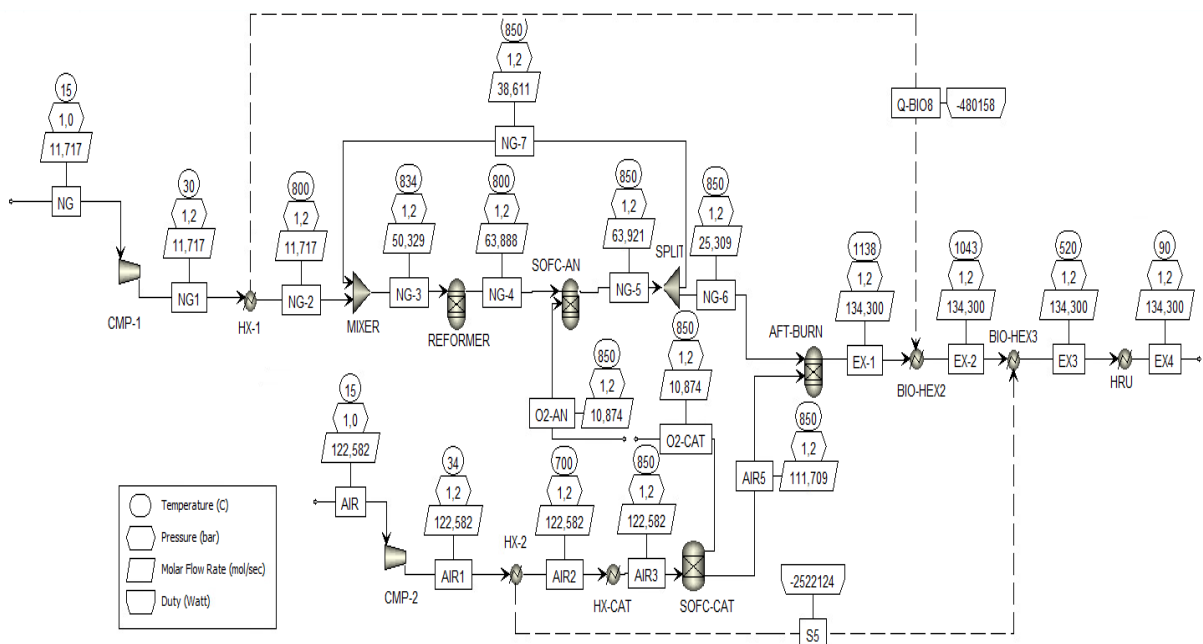 850
1,2
38,611
NG-7
Q-BIO8
-480158
15
1,0
11,717
NG
CMP-1
30
1,2
11,717
NG1
HX-1
800
1,2
11,717
NG-2
MIXER
834
1,2
50,329
NG-3
REFORMER
800
1,2
63,888
NG-4
SOFC-AN
850
1,2
63,921
NG-5
SPLIT
850
1,2
25,309
NG-6
AFT-BURN
1138
1,2
134,300
EX-1
BIO-HEX2
1043
1,2
134,300
EX-2
BIO-HEX3
520
1,2
134,300
EX3
HRU
90
1,2
134,300
EX4
850
1,2
10,874
O2-AN
850
1,2
10,874
O2-CAT
850
1,2
111,709
AIR5
15
1,0
122,582
AIR
CMP-2
34
1,2
122,582
AIR1
HX-2
700
1,2
122,582
AIR2
HX-CAT
850
1,2
122,582
AIR3
SOFC-CAT
-2522124
S5
Temperature (C)
Pressure (bar)
Molar Flow Rate (mol/sec)
Duty (Watt)